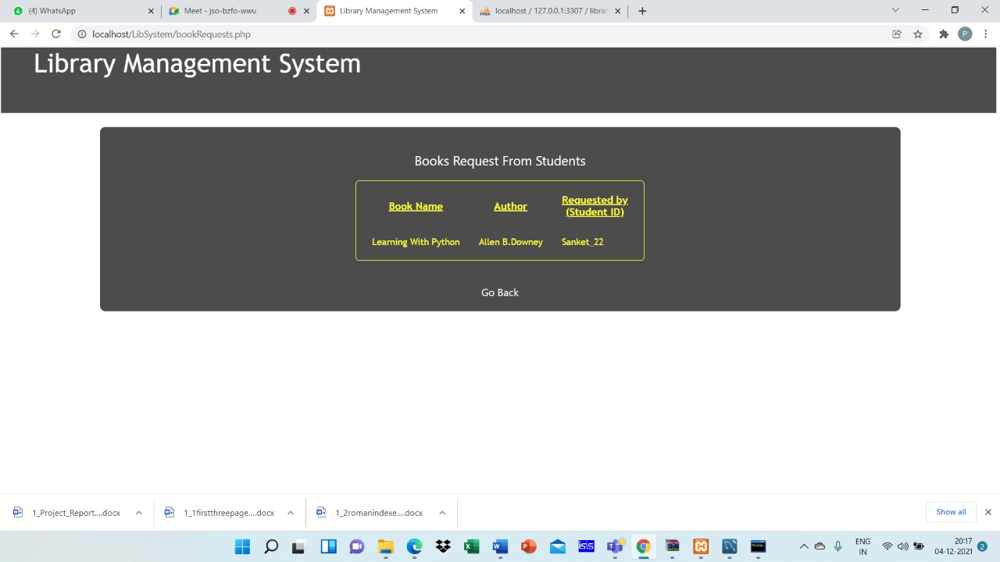 (4) WhatsApp
Meet - jso-bzfo-wwu
Library Management System
localhost / 127.0.0.1:3307 / librar
localhost/LibSystem/bookRequests.php
P
Library Management System
Books Request From Students
Book Name Author Requested by
(Student ID)
Learning With Python Allen B.Downey Sanket_22
Go Back
1_Project_Report....docx
1_1firstthreepage....docx
1_2romanindexe....docx
Show all
ENG
IN
20:17
04-12-2021
2